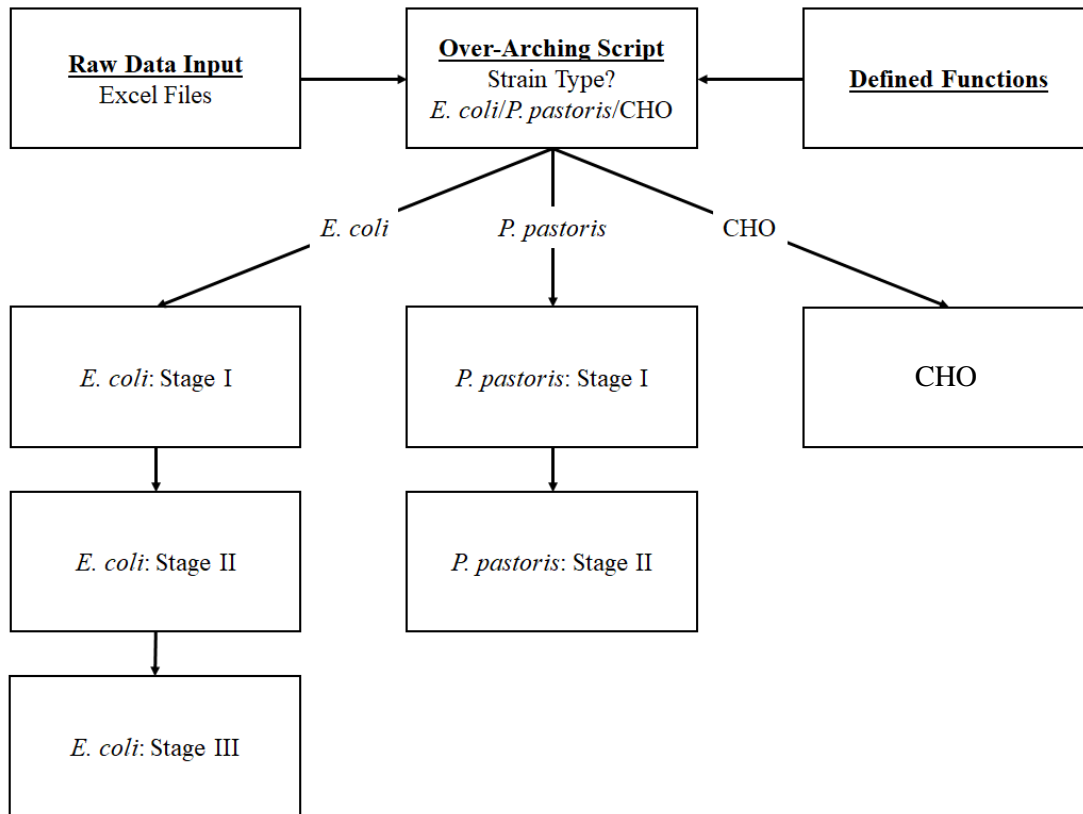 Raw Data Input
Excel Files
Over-Arching Script
Strain Type?
E. coli/P. pastoris/CHO
Defined Functions
E. coli
P. pastoris
CHO
E. coli: Stage I
P. pastoris: Stage I
CHO
E. coli: Stage II
P. pastoris: Stage II
E. coli: Stage III